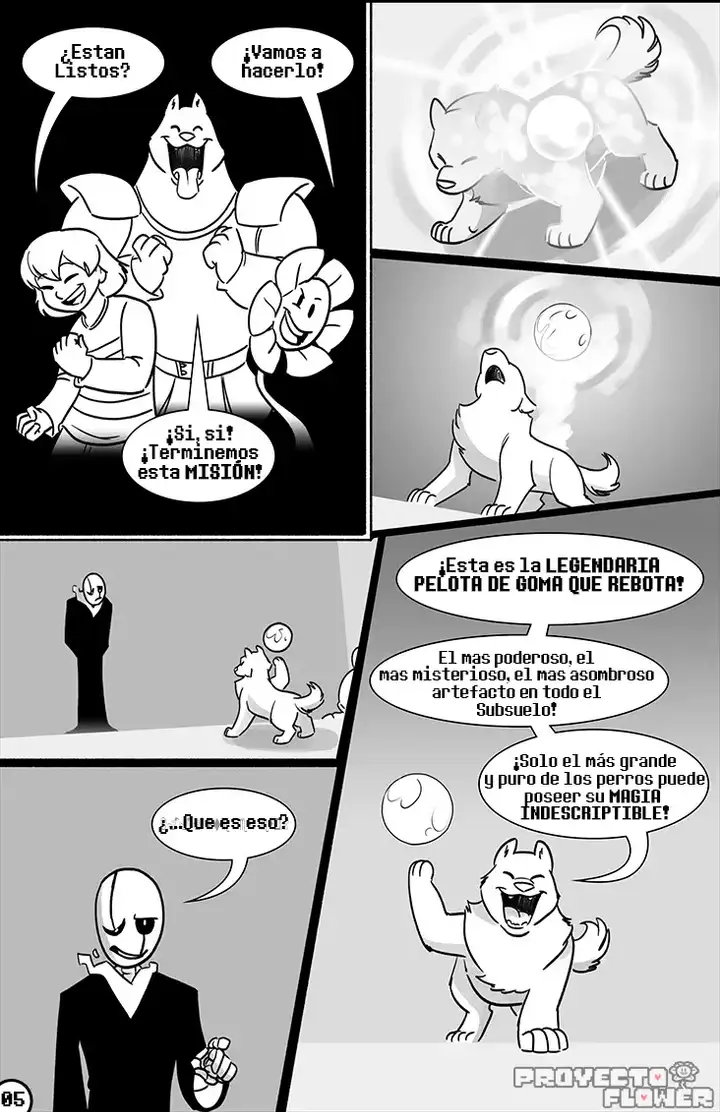 ¿Estan
Listos?
¡Vamos a
hacerlo!
¡Si, si!
¡Terminemos
esta MISIÓN!
¡Esta es la LEGENDARIA
PELOTA DE GOMA QUE REBOTA!
El mas poderoso, el
mas misterioso, el mas asombroso
artefacto en todo el
Subsuelo!
¡Solo el más grande
y puro de los perros puede
poseer su MAGIA
INDESCRIPTIBLE!
¿...Que es eso?
05
PROYECTO
FLOWER